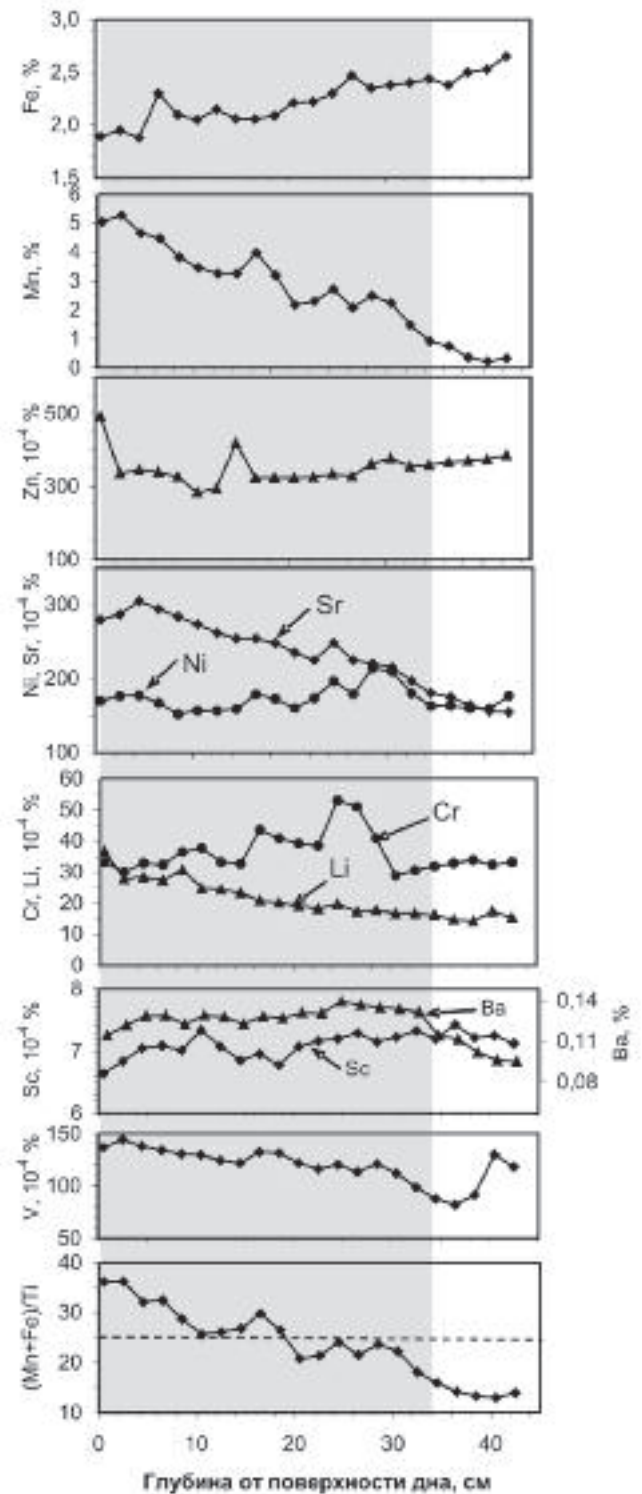 3,0
2,5
2,0
1,5
Fe, %
6
5
4
3
2
1
0
Mn, %
500
300
100
Zn, 10⁻⁴ %
300
200
100
Ni, Sr, 10⁻⁴ %
Sr
Ni
60
50
40
30
20
10
0
Cr, Li, 10⁻⁴ %
Cr
Li
8
7
6
Sc, 10⁻⁴ %
Ba
Sc
0,14
0,11
0,08
Ba, %
150
100
50
V, 10⁻⁴ %
40
30
20
10
(Mn+Fe)/Ti
0 10 20 30 40
Глубина от поверхности дна, см